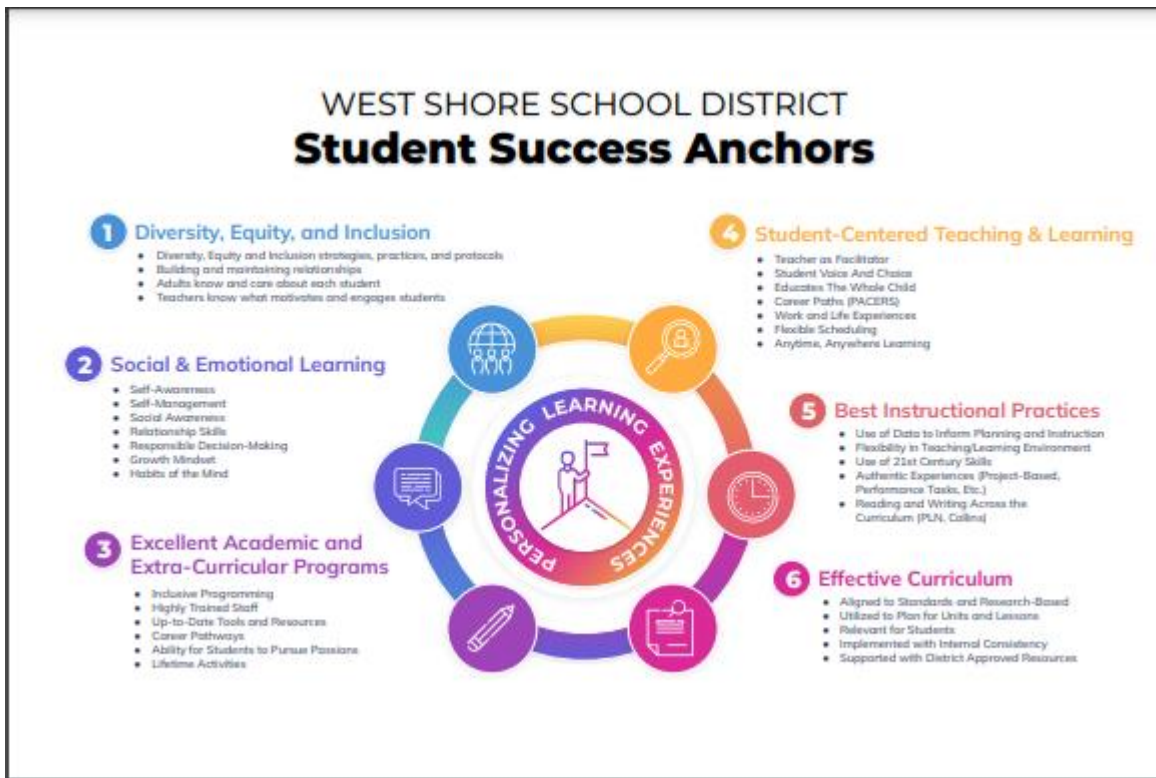 WEST SHORE SCHOOL DISTRICT
Student Success Anchors
1 Diversity, Equity, and Inclusion
● Diversity, Equity and Inclusion strategies, practices, and protocols
● Building and maintaining relationships
● Adults know and care about each student
● Teachers know what motivates and engages students
2 Social & Emotional Learning
● Self-Awareness
● Self-Management
● Social Awareness
● Relationship Skills
● Responsible Decision-Making
● Growth Mindset
● Habits of the Mind
3 Excellent Academic and
Extra-Curricular Programs
● Inclusive Programming
● Highly Trained Staff
● Up-to-Date Tools and Resources
● Career Pathways
● Ability for Students to Pursue Passions
● Lifetime Activities
PERSONALIZING LEARNING EXPERIENCES
4 Student-Centered Teaching & Learning
● Teacher as Facilitator
● Student Voice And Choice
● Educates The Whole Child
● Career Paths (PACERS)
● Work and Life Experiences
● Flexible Scheduling
● Anytime, Anywhere Learning
5 Best Instructional Practices
● Use of Data to Inform Planning and Instruction
● Flexibility in Teaching/Learning Environment
● Use of 21st Century Skills
● Authentic Experiences (Project-Based,
Performance Tasks, Etc.)
● Reading and Writing Across the
Curriculum (PLN, Collins)
6 Effective Curriculum
● Aligned to Standards and Research-Based
● Utilized to Plan for Units and Lessons
● Relevant for Students
● Implemented with Internal Consistency
● Supported with District Approved Resources